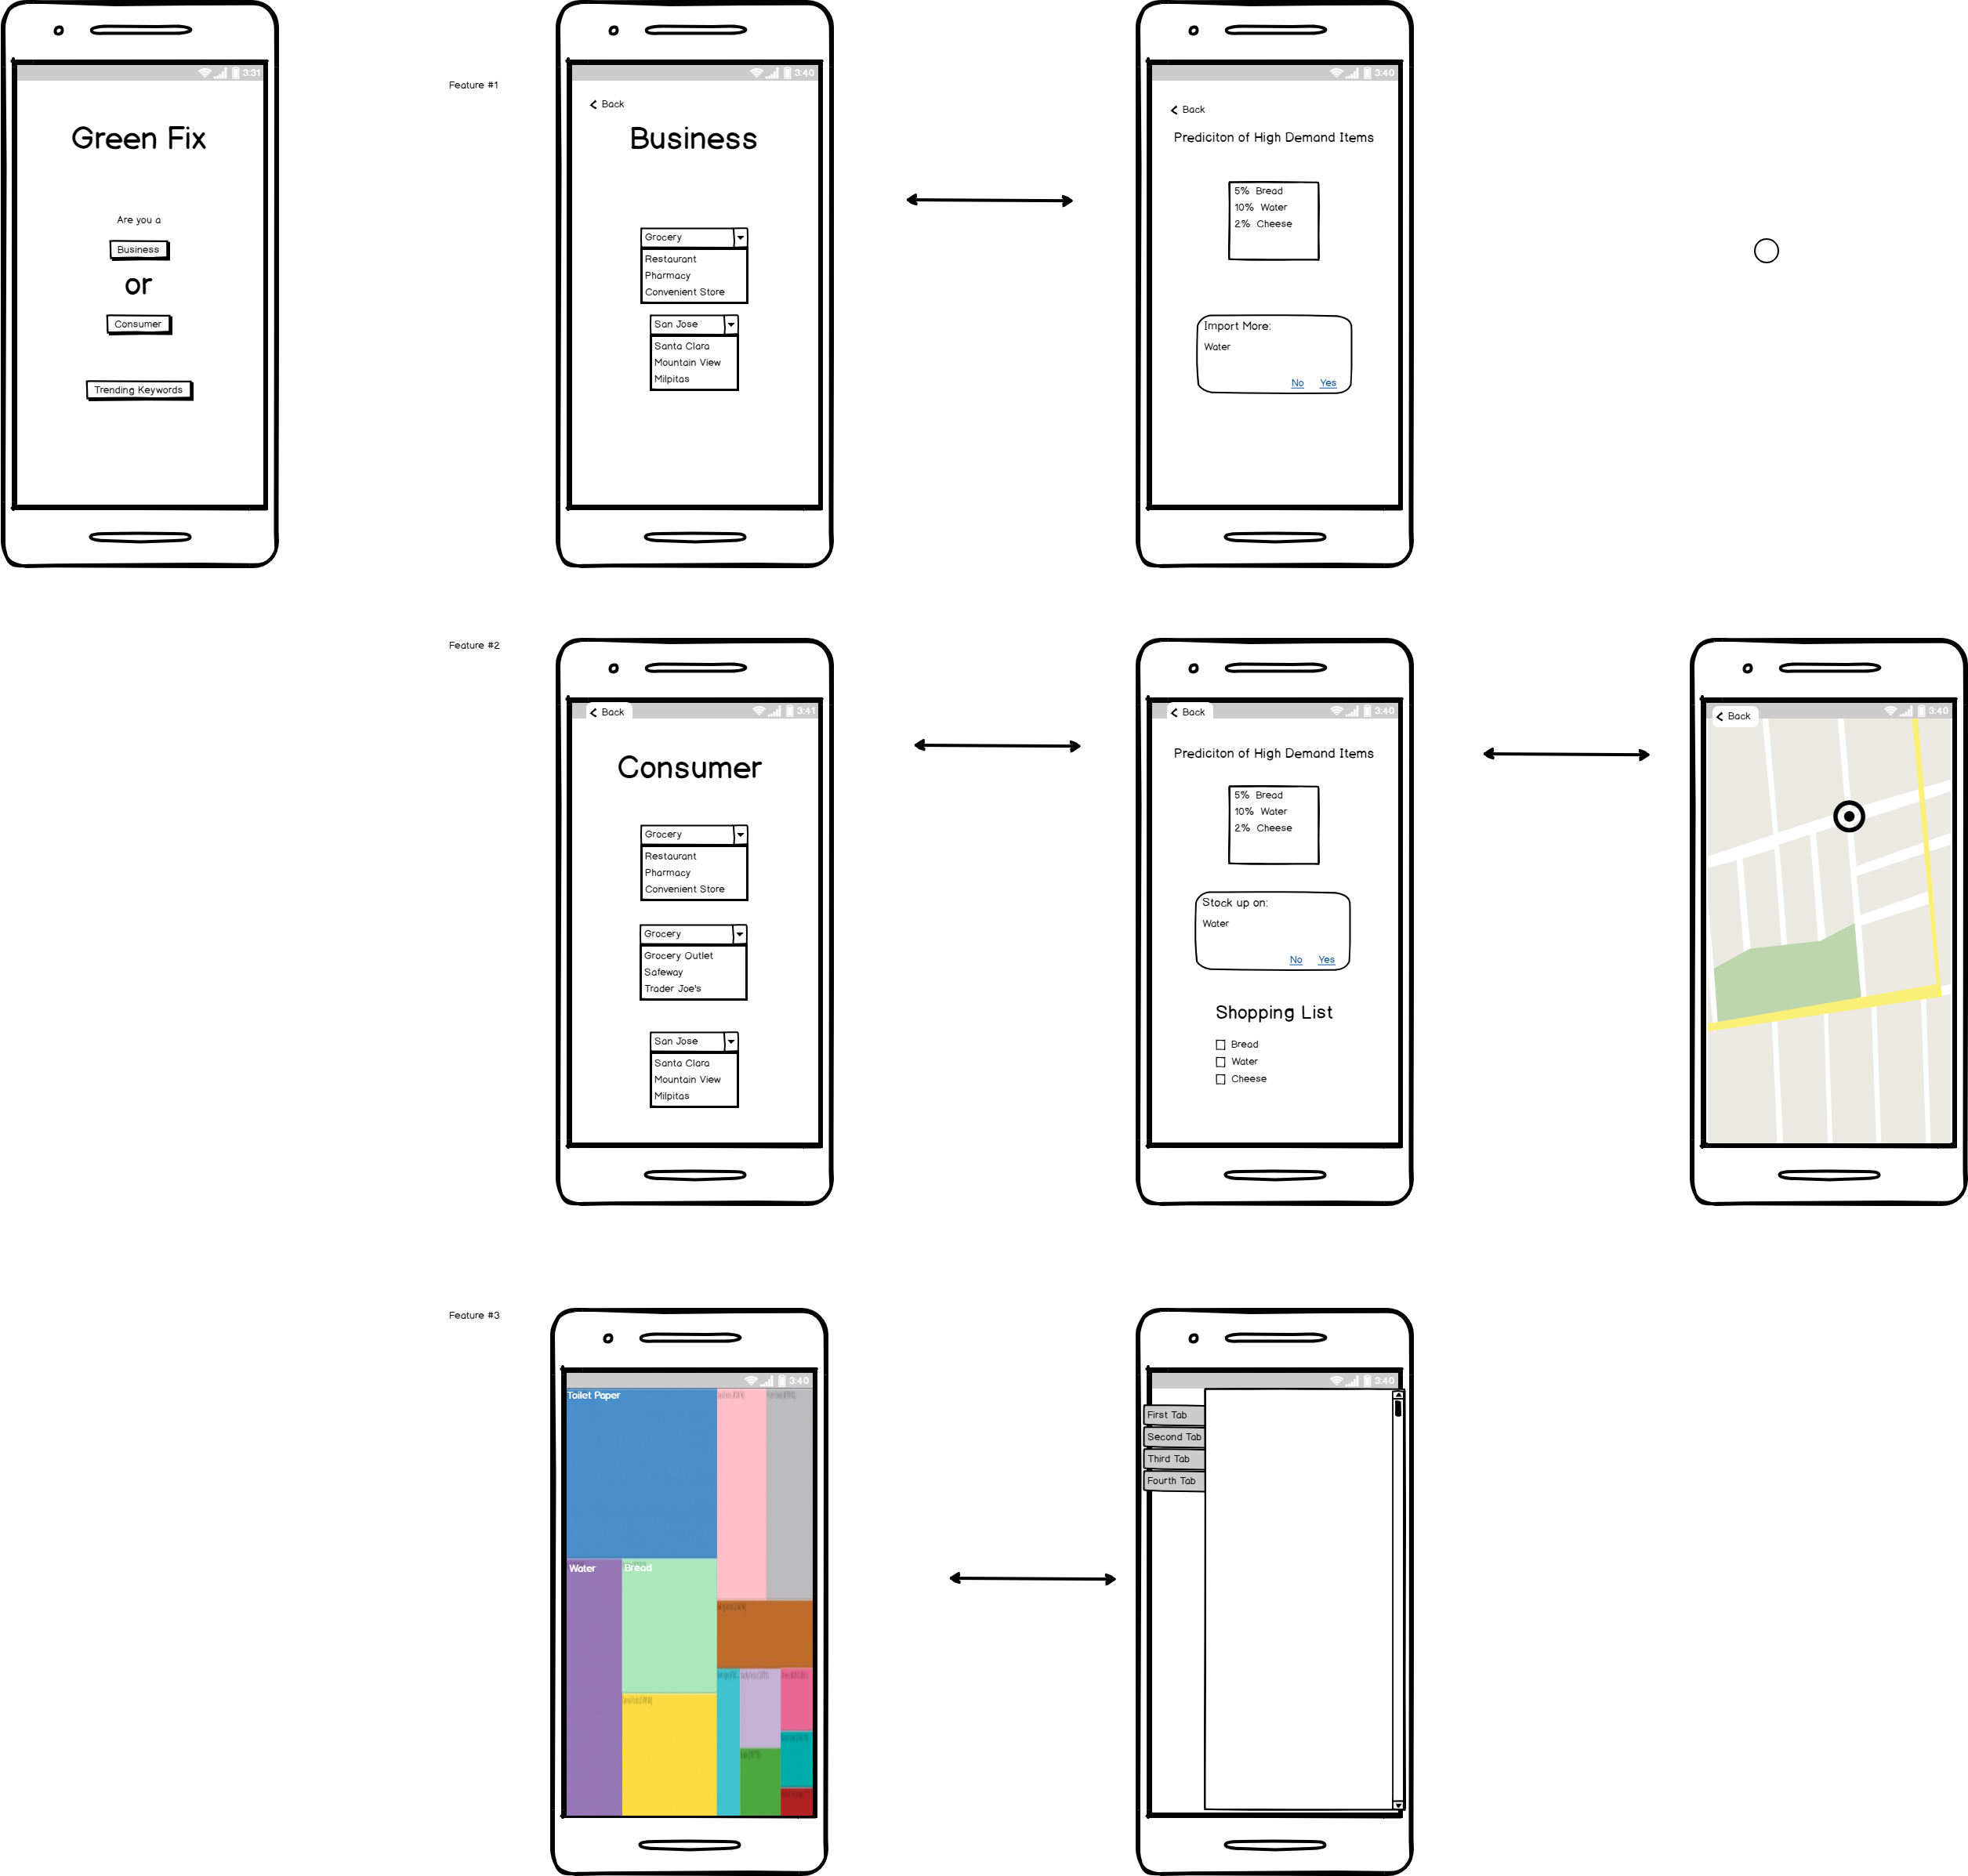 3:31
Green Fix
Are you a
Business
or
Consumer
Trending Keywords
Feature #1
3:40
Back
Business
Grocery
Restaurant
Pharmacy
Convenient Store
San Jose
Santa Clara
Mountain View
Milpitas
3:40
Back
Prediciton of High Demand Items
5% Bread
10% Water
2% Cheese
Import More:
Water
No Yes
Feature #2
Back 3:41
Consumer
Grocery
Restaurant
Pharmacy
Convenient Store
Grocery
Grocery Outlet
Safeway
Trader Joe's
San Jose
Santa Clara
Mountain View
Milpitas
Back 3:40
Prediciton of High Demand Items
5% Bread
10% Water
2% Cheese
Stock up on:
Water
No Yes
Shopping List
Bread
Water
Cheese
Back 3:40
Feature #3
3:40
Toilet Paper
Water
Bread
3:40
First Tab
Second Tab
Third Tab
Fourth Tab